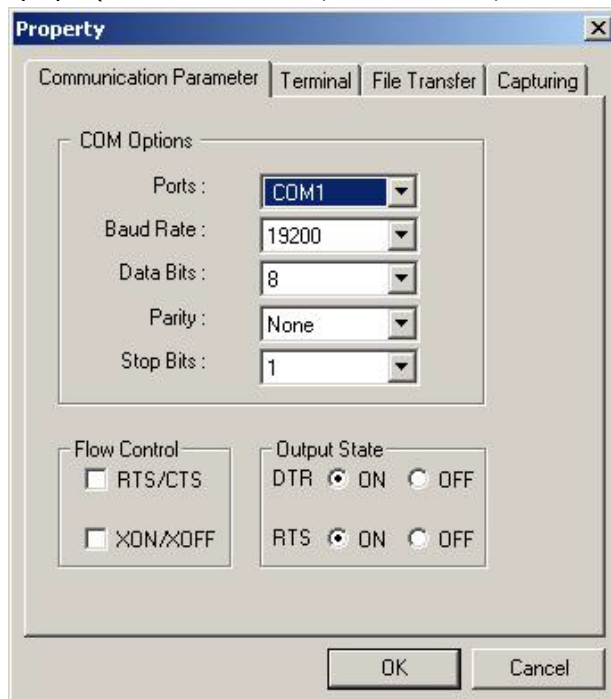 Property
Communication Parameter Terminal File Transfer Capturing
COM Options
Ports : COM1
Baud Rate : 19200
Data Bits : 8
Parity : None
Stop Bits : 1
Flow Control
RTS/CTS
XON/XOFF
Output State
DTR ON OFF
RTS ON OFF
OK Cancel